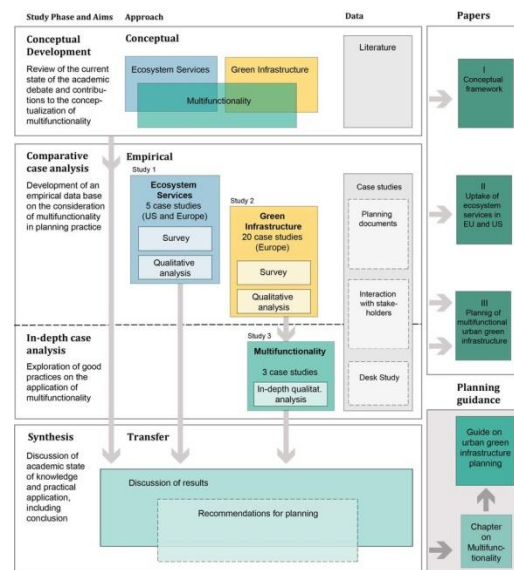 Study Phase and Aims
Approach
Data
Papers
Conceptual
Development
Review of the current
state of the academic
debate and contribu-
tions to the concep-
tualization of
multifunctionality
Conceptual
Ecosystem Services
Green Infrastructure
Multifunctionality
Literature
I
Conceptual
framework
Comparative
case analysis
Development of an
empirical data base
on the consideration
of multifunctionality
in planning practice
Empirical
Study 1
Ecosystem
Services
5 case studies
(US and Europe)
Survey
Qualitative
analysis
Study 2
Green
Infrastructure
20 case studies
(Europe)
Survey
Qualitative
analysis
Case studies
Planning
documents
Interaction
with stake-
holders
Desk Study
II
Uptake of
ecosystem
services in
EU and US
III
Plannig of
multifunctional
urban green
infrastructure
In-depth case
analysis
Exploration of good
practices on the
application of
multifunctionality
Study 3
Multifunctionality
3 case studies
In-depth qualitat.
analysis
Planning
guidance
Guide on
urban green
infrastructure
planning
Chapter
on
Multifunc-
tionality
Synthesis
Discussion of
academic state
of knowledge
and practical
application,
including
conclusion
Transfer
Discussion of results
Recommendations for planning